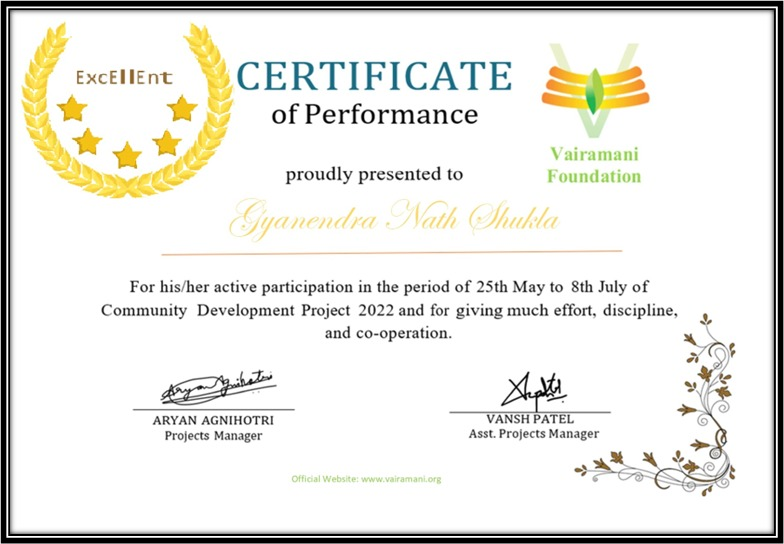 ExcEllEnt
CERTIFICATE
of Performance
Vairamani
Foundation
proudly presented to
Gyanendra Nath Shukla
For his/her active participation in the period of 25th May to 8th July of
Community Development Project 2022 and for giving much effort, discipline,
and co-operation.
Aryan Agnihotri
ARYAN AGNIHOTRI
Projects Manager
VANSH PATEL
Asst. Projects Manager
Official Website: www.vairamani.org